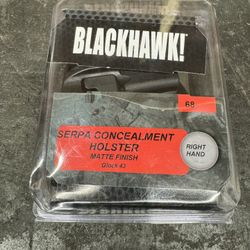 BLACKHAWK!
68
SERPA CONCEALMENT
HOLSTER
MATTE FINISH
Glock 43
RIGHT
HAND